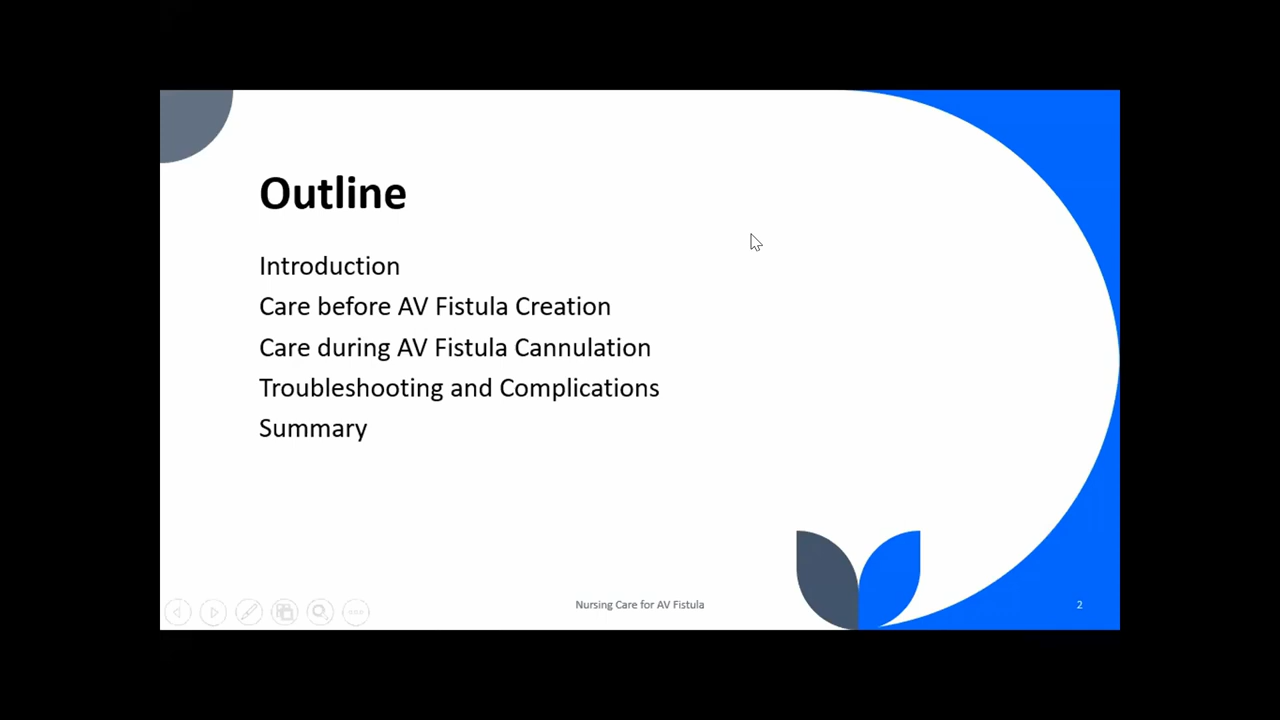 Outline
Introduction
Care before AV Fistula Creation
Care during AV Fistula Cannulation
Troubleshooting and Complications
Summary
Nursing Care for AV Fistula
2